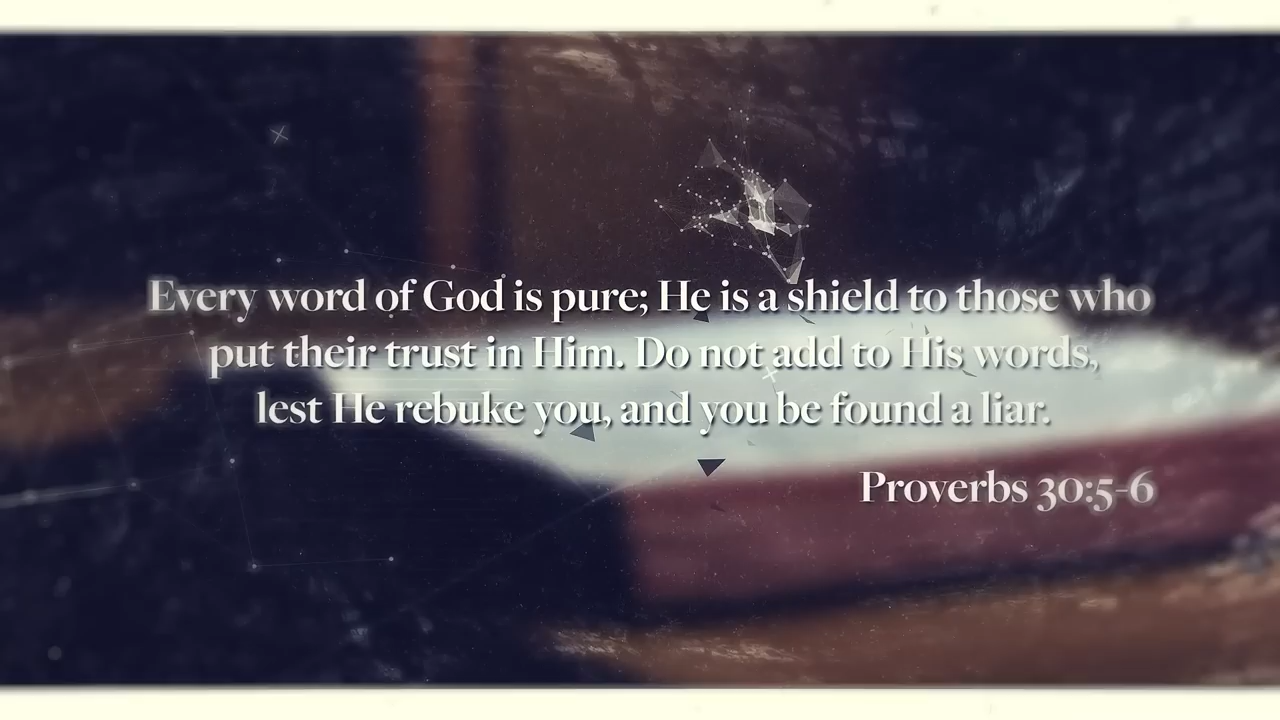 Every word of God is pure; He is a shield to those who
put their trust in Him. Do not add to His words,
lest He rebuke you, and you be found a liar.
Proverbs 30:5-6